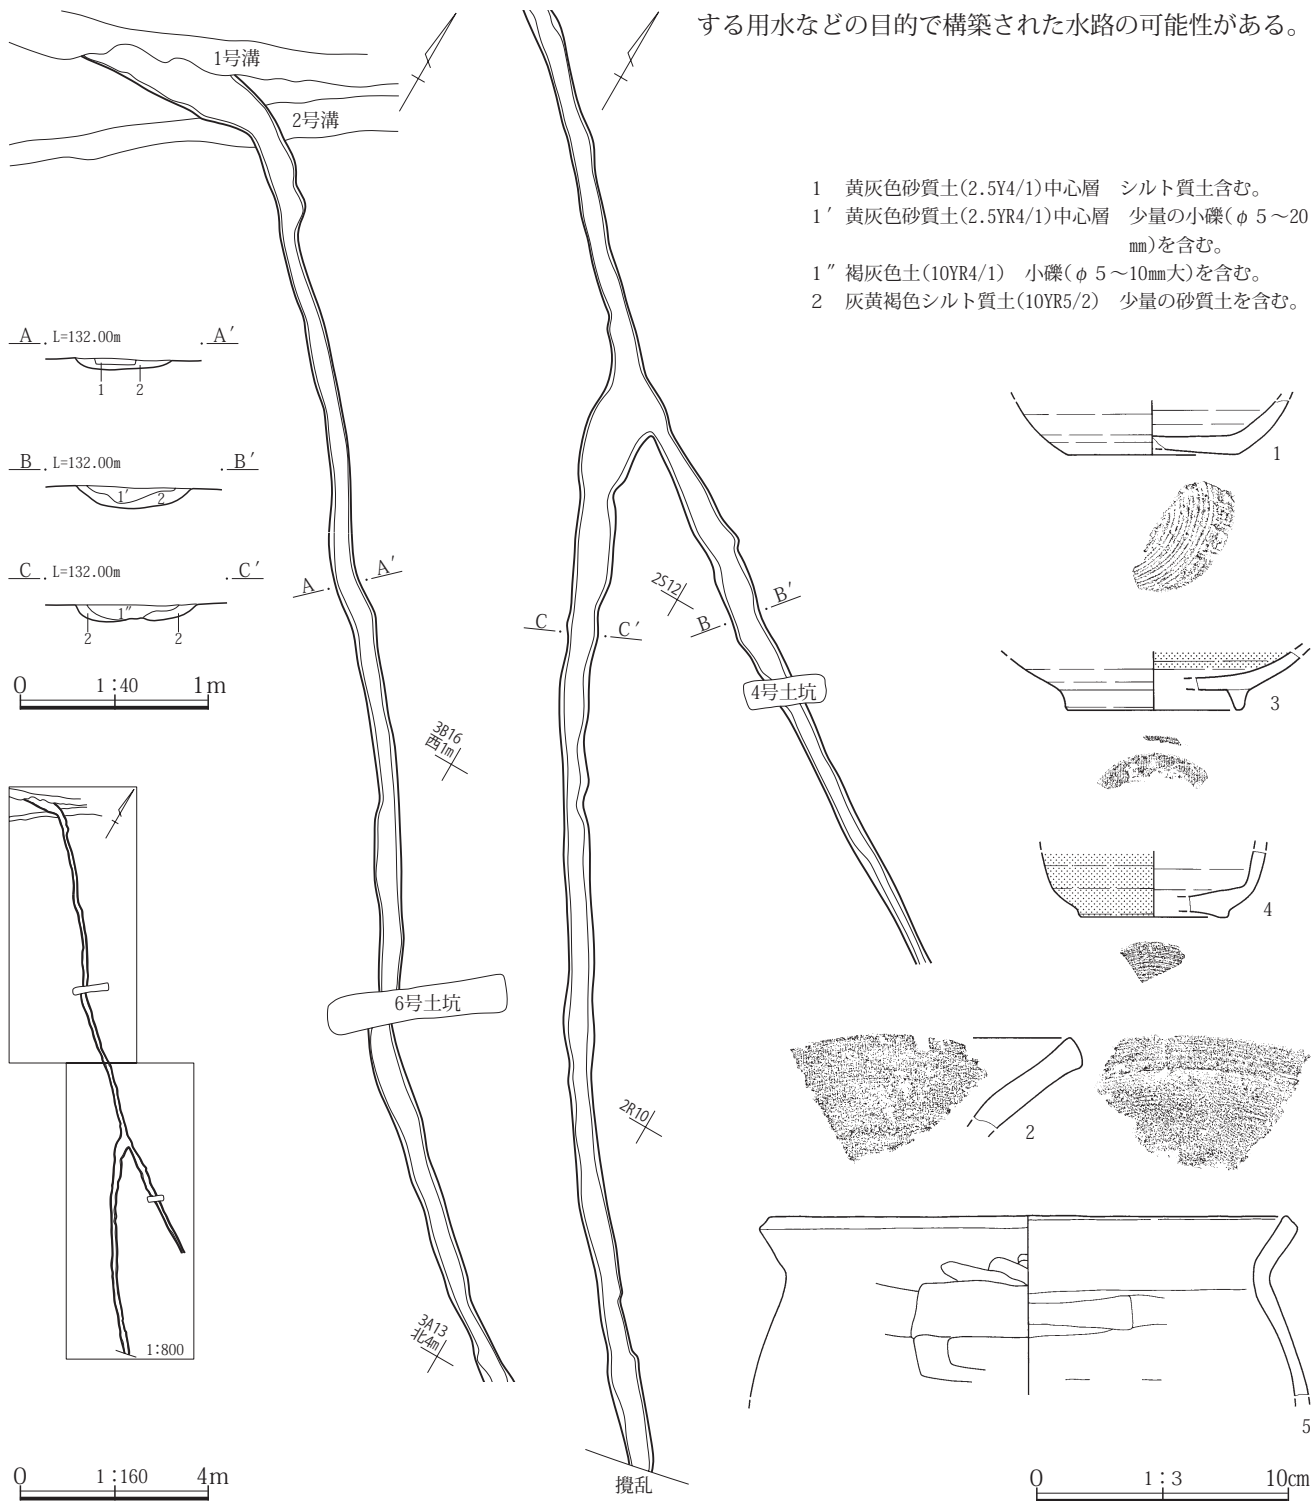 する用水などの目的で構築された水路の可能性がある。
1号溝
2号溝
1　黄灰色砂質土(2.5Y4/1)中心層　シルト質土含む。
1′ 黄灰色砂質土(2.5YR4/1)中心層　少量の小礫(φ5～20
㎜)を含む。
1″ 褐灰色土(10YR4/1)　小礫(φ5～10㎜大)を含む。
2　灰黄褐色シルト質土(10YR5/2)　少量の砂質土を含む。
A . L=132.00m . A′
1 2
B . L=132.00m . B′
1′ 2
C . L=132.00m . C′
1″
2 2
0 1:40 1m
A . . A′
2S12
C . . C′
B . . B′
4号土坑
3B16
西1m
6号土坑
2R10
3A13
北4m
1:800
攪乱
0 1:160 4m
1
3
4
2
5
0 1:3 10㎝